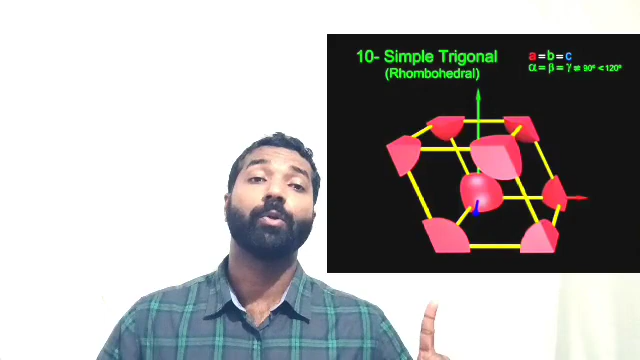 10- Simple Trigonal
(Rhombohedral)
a = b = c
α = β = γ ≠ 90° < 120°